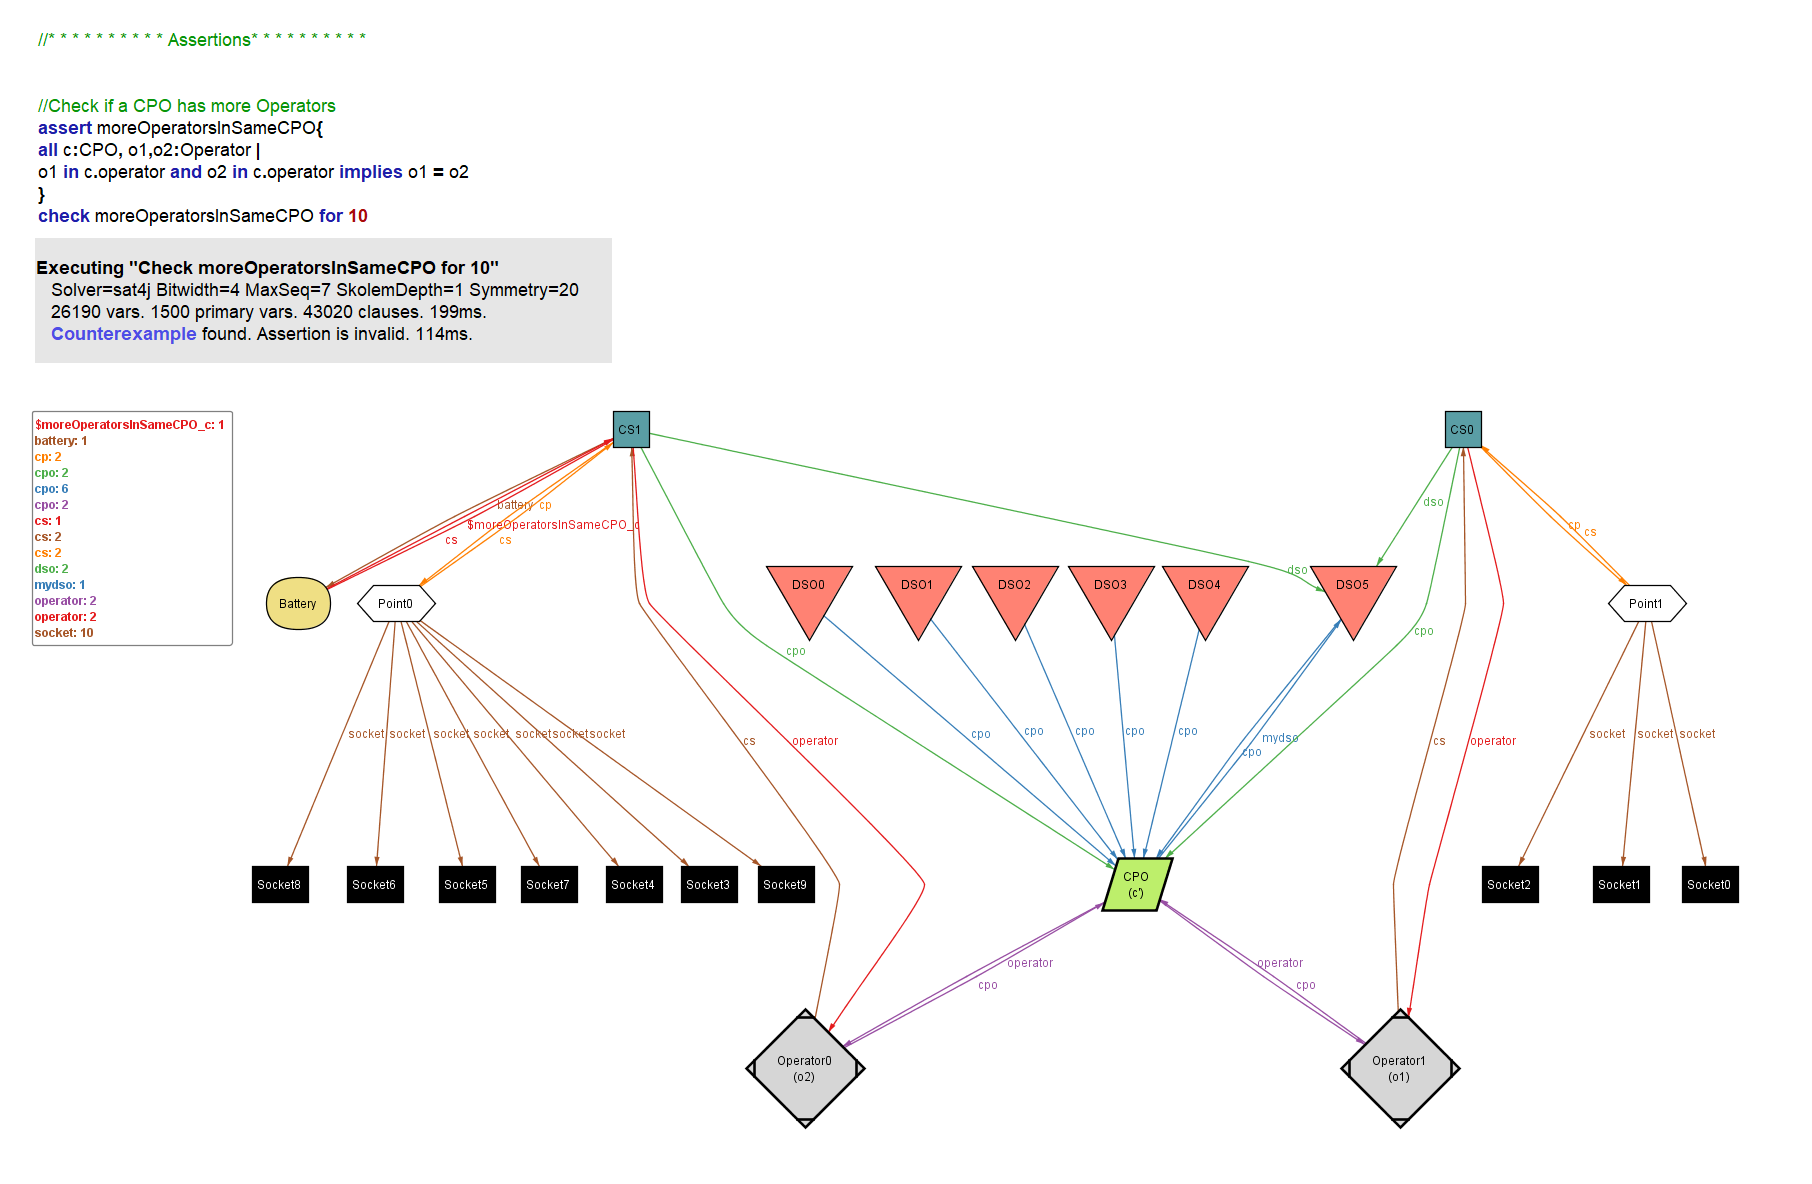 //* * * * * * * * * * Assertions* * * * * * * * * *
//Check if a CPO has more Operators
assert moreOperatorsInSameCPO{
all c:CPO, o1,o2:Operator |
o1 in c.operator and o2 in c.operator implies o1 = o2
}
check moreOperatorsInSameCPO for 10
Executing "Check moreOperatorsInSameCPO for 10"
Solver=sat4j Bitwidth=4 MaxSeq=7 SkolemDepth=1 Symmetry=20
26190 vars. 1500 primary vars. 43020 clauses. 199ms.
Counterexample found. Assertion is invalid. 114ms.
$moreOperatorsInSameCPO_c: 1
battery: 1
cp: 2
cpo: 2
cpo: 6
cpo: 2
cs: 1
cs: 2
cs: 2
dso: 2
mydso: 1
operator: 2
operator: 2
socket: 10
CS1
CS0
battery
cp
dso
$moreOperatorsInSameCPO_c
cp
cs
cs
cs
dso
DSO0
DSO1
DSO2
DSO3
DSO4
DSO5
Battery
Point0
Point1
cpo
cpo
socket
socket
socket
socket
socket
socket
socket
cs
operator
cpo
cpo
cpo
cpo
cpo
mydso
cpo
cs
operator
socket
socket
socket
Socket8
Socket6
Socket5
Socket7
Socket4
Socket3
Socket9
CPO
(c')
Socket2
Socket1
Socket0
operator
operator
cpo
cpo
Operator0
(o2)
Operator1
(o1)